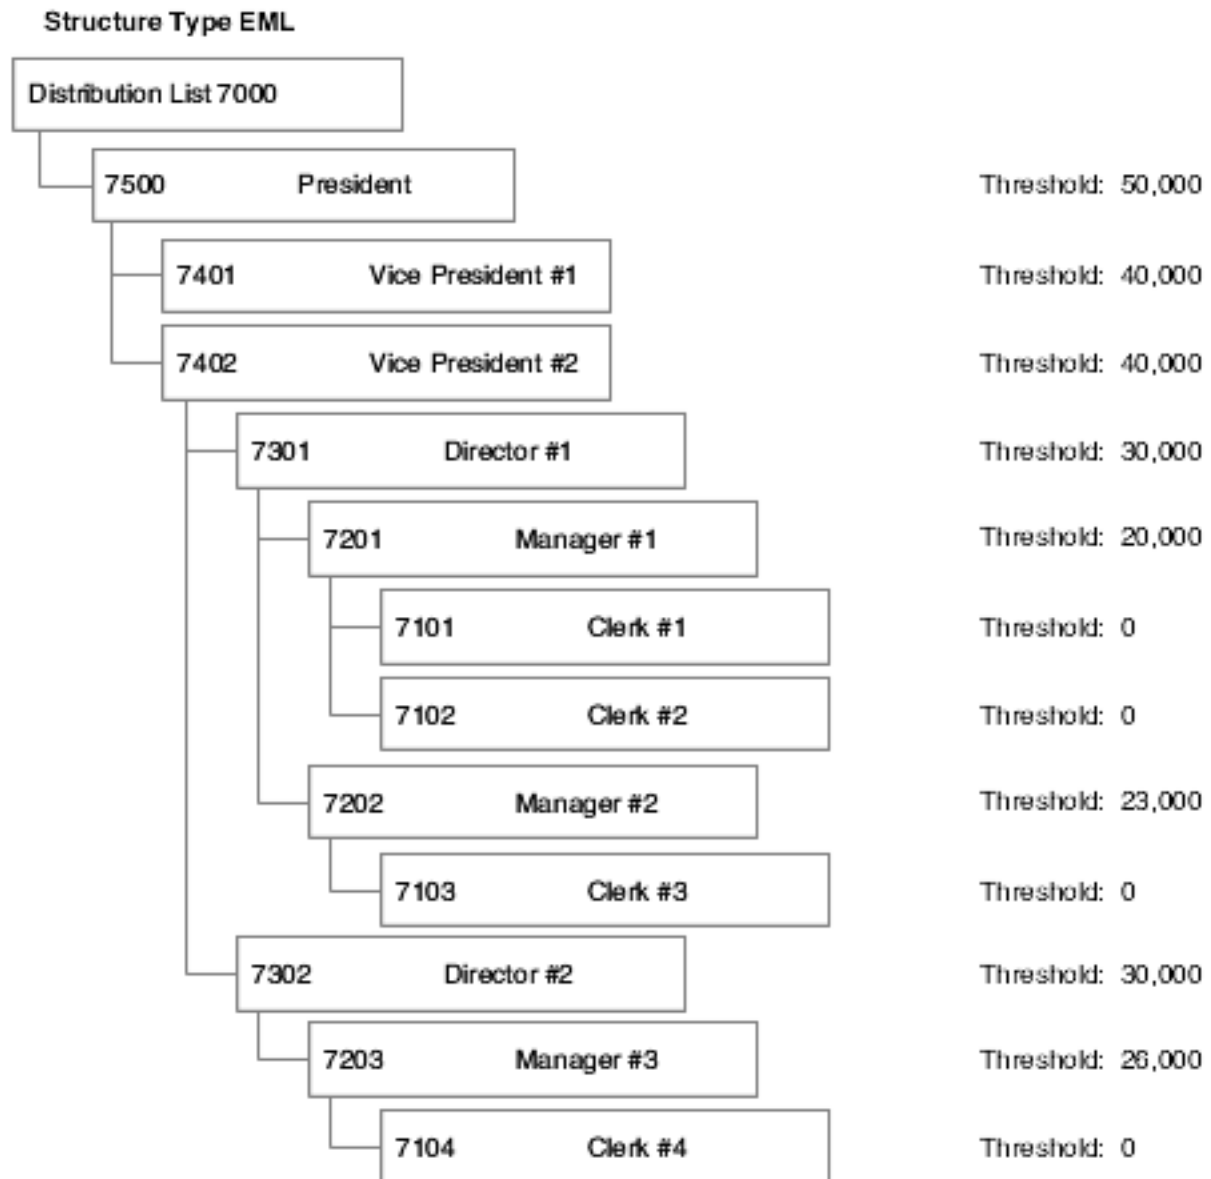 Structure Type EML
Distribution List 7000
7500 President Threshold: 50,000
7401 Vice President #1 Threshold: 40,000
7402 Vice President #2 Threshold: 40,000
7301 Director #1 Threshold: 30,000
7201 Manager #1 Threshold: 20,000
7101 Clerk #1 Threshold: 0
7102 Clerk #2 Threshold: 0
7202 Manager #2 Threshold: 23,000
7103 Clerk #3 Threshold: 0
7302 Director #2 Threshold: 30,000
7203 Manager #3 Threshold: 26,000
7104 Clerk #4 Threshold: 0